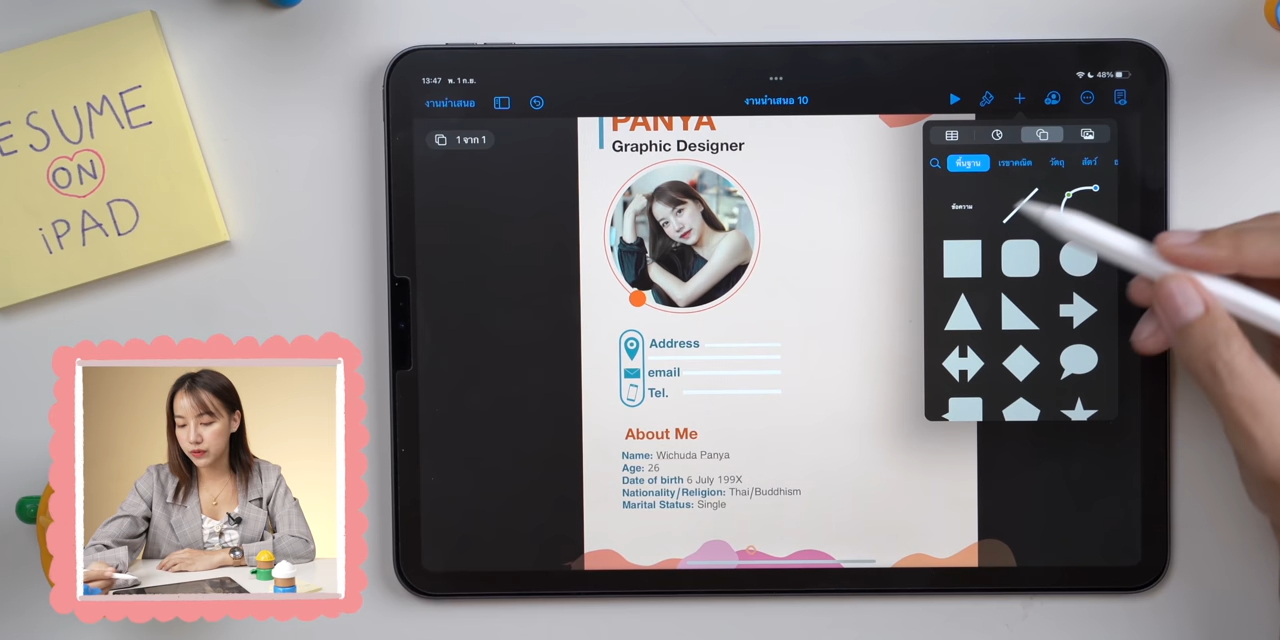 ESUME
ON
iPAD
13:47 พ. 1 ก.ย.
48%
งานนำเสนอ
งานนำเสนอ 10
1 จาก 1
พื้นฐาน
เรขาคณิต
วัตถุ
สัตว์
ข้อความ
PANYA
Graphic Designer
Address
email
Tel.
About Me
Name: Wichuda Panya
Age: 26
Date of birth 6 July 199X
Nationality/Religion: Thai/Buddhism
Marital Status: Single